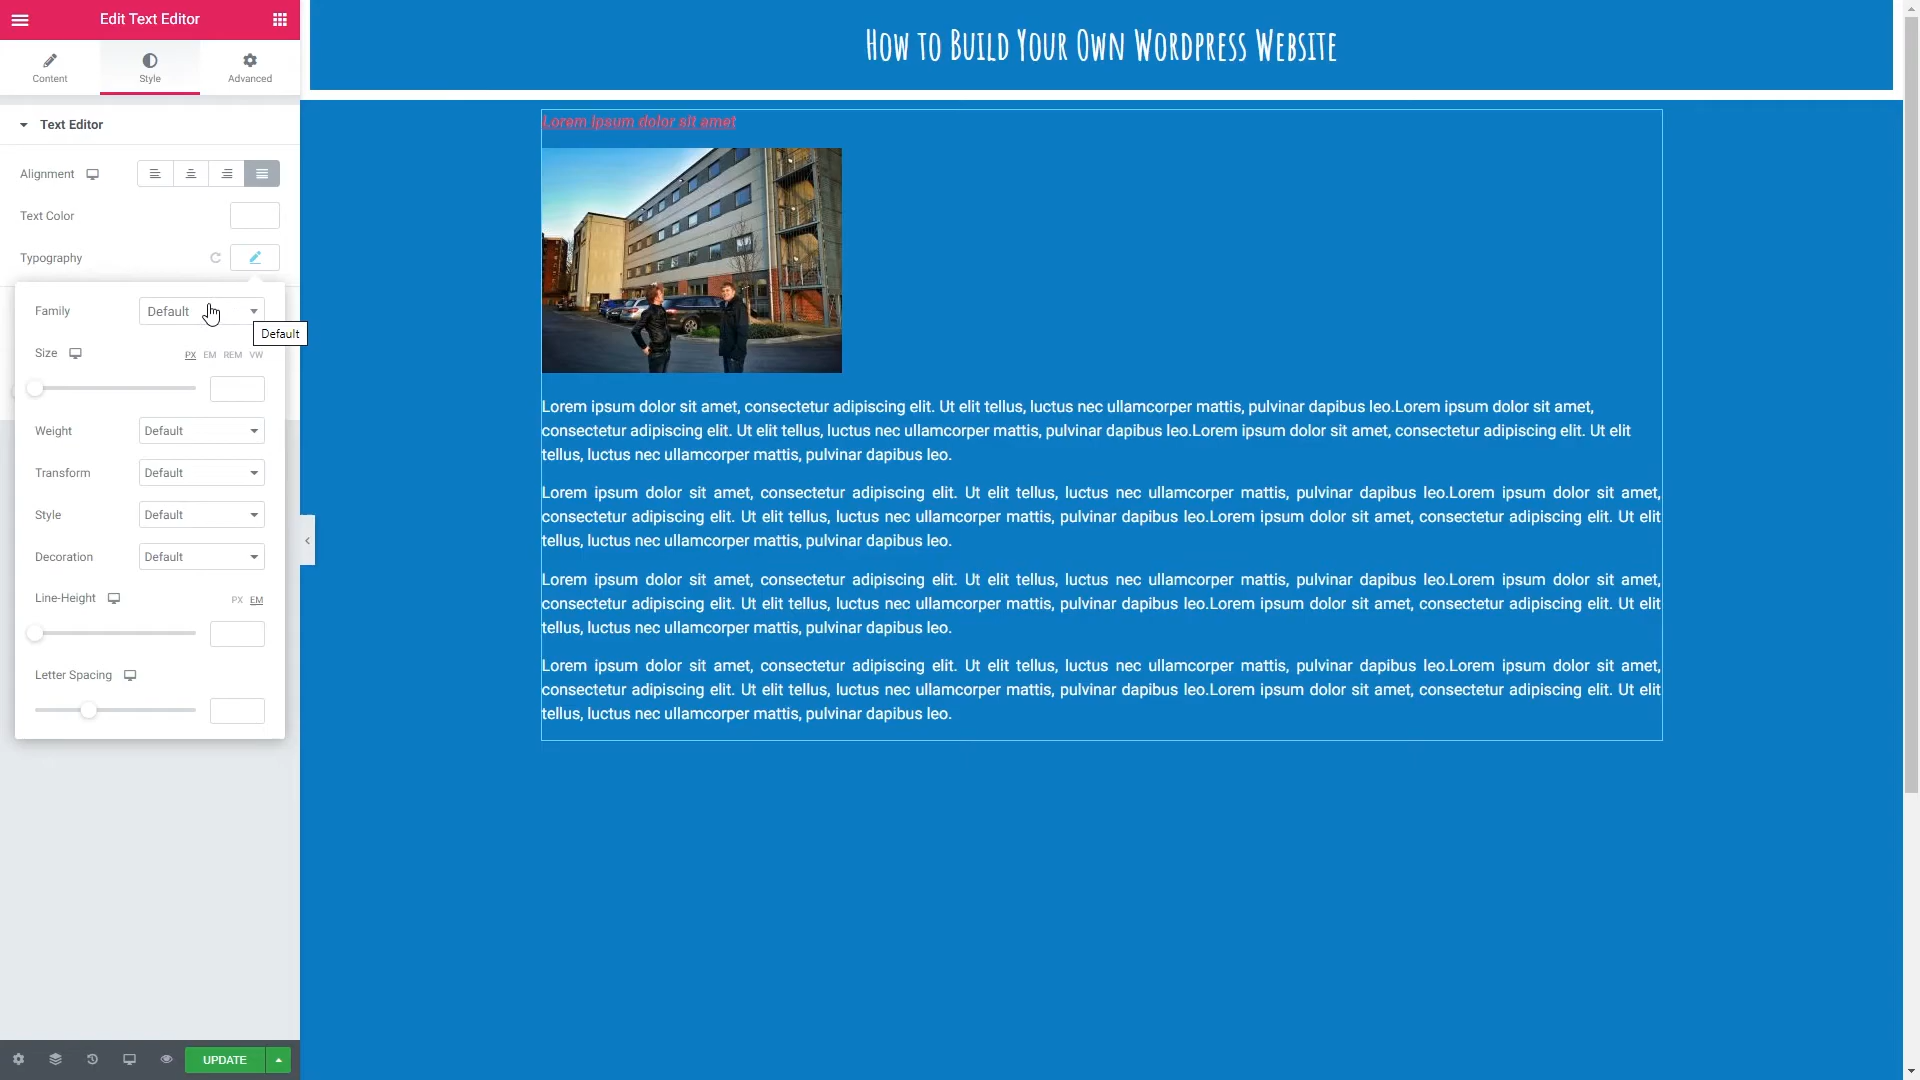 Edit Text Editor
Content
Style
Advanced
Text Editor
Alignment
Text Color
Typography
Family
Default
Default
Size
PX EM REM VW
Weight
Default
Transform
Default
Style
Default
Decoration
Default
Line-Height
PX EM
Letter Spacing
UPDATE
How to Build Your Own Wordpress Website
Lorem ipsum dolor sit amet
Lorem ipsum dolor sit amet, consectetur adipiscing elit. Ut elit tellus, luctus nec ullamcorper mattis, pulvinar dapibus leo.Lorem ipsum dolor sit amet,
consectetur adipiscing elit. Ut elit tellus, luctus nec ullamcorper mattis, pulvinar dapibus leo.Lorem ipsum dolor sit amet, consectetur adipiscing elit. Ut elit
tellus, luctus nec ullamcorper mattis, pulvinar dapibus leo.
Lorem ipsum dolor sit amet, consectetur adipiscing elit. Ut elit tellus, luctus nec ullamcorper mattis, pulvinar dapibus leo.Lorem ipsum dolor sit amet,
consectetur adipiscing elit. Ut elit tellus, luctus nec ullamcorper mattis, pulvinar dapibus leo.Lorem ipsum dolor sit amet, consectetur adipiscing elit. Ut elit
tellus, luctus nec ullamcorper mattis, pulvinar dapibus leo.
Lorem ipsum dolor sit amet, consectetur adipiscing elit. Ut elit tellus, luctus nec ullamcorper mattis, pulvinar dapibus leo.Lorem ipsum dolor sit amet,
consectetur adipiscing elit. Ut elit tellus, luctus nec ullamcorper mattis, pulvinar dapibus leo.Lorem ipsum dolor sit amet, consectetur adipiscing elit. Ut elit
tellus, luctus nec ullamcorper mattis, pulvinar dapibus leo.
Lorem ipsum dolor sit amet, consectetur adipiscing elit. Ut elit tellus, luctus nec ullamcorper mattis, pulvinar dapibus leo.Lorem ipsum dolor sit amet,
consectetur adipiscing elit. Ut elit tellus, luctus nec ullamcorper mattis, pulvinar dapibus leo.Lorem ipsum dolor sit amet, consectetur adipiscing elit. Ut elit
tellus, luctus nec ullamcorper mattis, pulvinar dapibus leo.